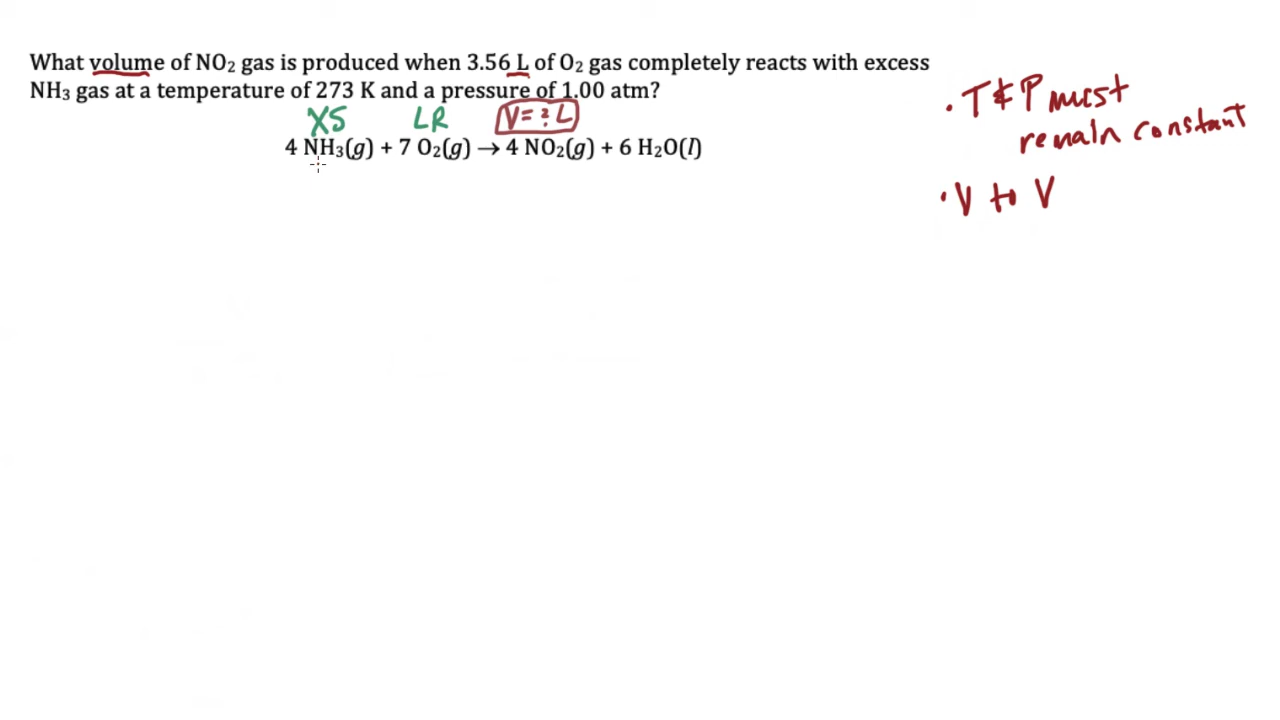 What volume of NO₂ gas is produced when 3.56 L of O₂ gas completely reacts with excess
NH₃ gas at a temperature of 273 K and a pressure of 1.00 atm?
XS LR V = ? L
4 NH₃(g) + 7 O₂(g) → 4 NO₂(g) + 6 H₂O(l)
· T & P must
remain constant
· V to V